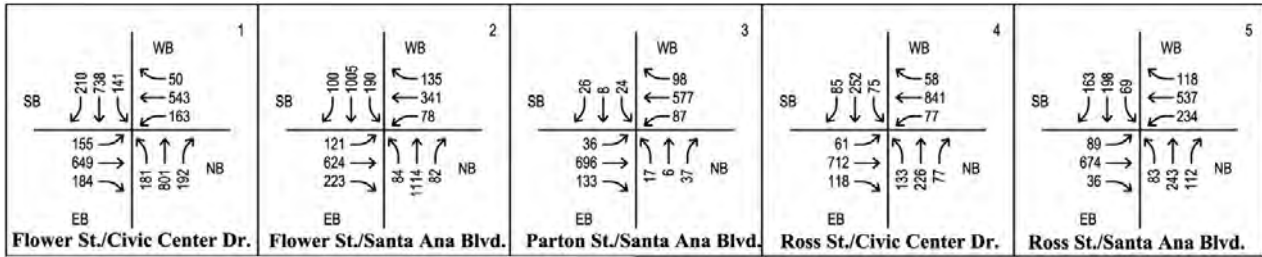 1
WB
SB
210 738 141
50
543
163
155
649
184
181 801 192
NB
EB
Flower St./Civic Center Dr.
2
WB
100 1005 190
135
341
78
121
624
223
84 1114 82
NB
EB
Flower St./Santa Ana Blvd.
3
WB
SB
26 8 24
98
577
87
36
696
133
17 6 37
NB
EB
Parton St./Santa Ana Blvd.
4
WB
SB
65 252 75
58
841
77
61
712
118
133 226 77
NB
EB
Ross St./Civic Center Dr.
5
WB
SB
163 198 69
118
537
234
89
674
36
83 243 112
NB
EB
Ross St./Santa Ana Blvd.